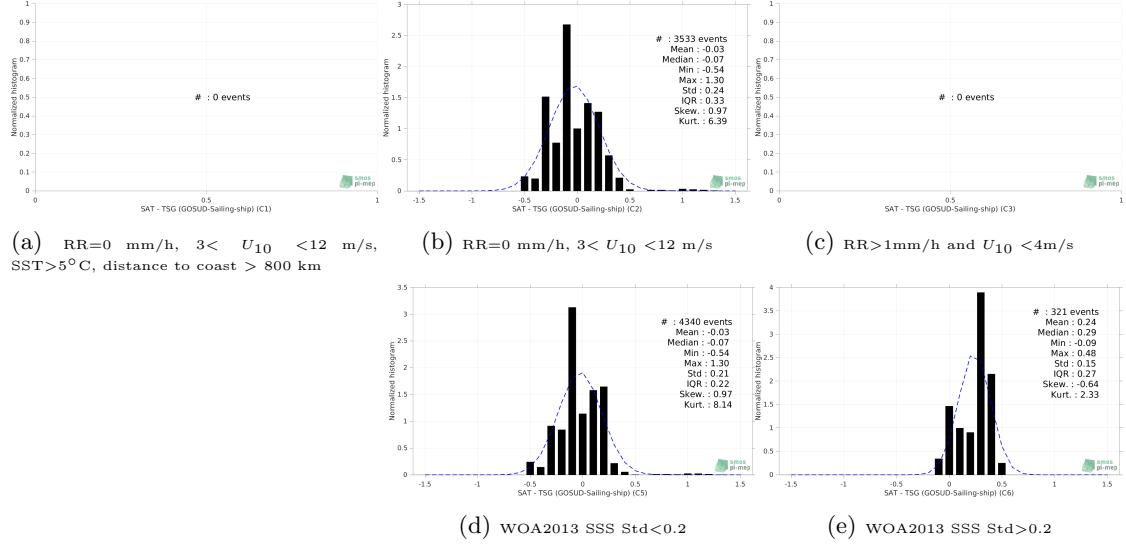 1
0.9
0.8
0.7
0.6
0.5
0.4
0.3
0.2
0.1
0
Normalized histogram
# : 0 events
0 0.5 1
SAT - TSG (GOSUD-Sailing-ship) (C1)
smos
pi-mep
(a) RR=0 mm/h, 3< U10 <12 m/s,
SST>5°C, distance to coast > 800 km
3
2.5
2
1.5
1
0.5
0
Normalized histogram
# : 3533 events
Mean : -0.03
Median : -0.07
Min : -0.54
Max : 1.30
Std : 0.24
IQR : 0.33
Skew. : 0.97
Kurt. : 6.39
-1.5 -1 -0.5 0 0.5 1 1.5
SAT - TSG (GOSUD-Sailing-ship) (C2)
smos
pi-mep
(b) RR=0 mm/h, 3< U10 <12 m/s
1
0.9
0.8
0.7
0.6
0.5
0.4
0.3
0.2
0.1
0
Normalized histogram
# : 0 events
0 0.5 1
SAT - TSG (GOSUD-Sailing-ship) (C3)
smos
pi-mep
(c) RR>1mm/h and U10 <4m/s
3.5
3
2.5
2
1.5
1
0.5
0
Normalized histogram
# : 4340 events
Mean : -0.03
Median : -0.07
Min : -0.54
Max : 1.30
Std : 0.21
IQR : 0.22
Skew. : 0.97
Kurt. : 8.14
-1.5 -1 -0.5 0 0.5 1 1.5
SAT - TSG (GOSUD-Sailing-ship) (C5)
smos
pi-mep
(d) WOA2013 SSS Std<0.2
4
3.5
3
2.5
2
1.5
1
0.5
0
Normalized histogram
# : 321 events
Mean : 0.24
Median : 0.29
Min : -0.09
Max : 0.48
Std : 0.15
IQR : 0.27
Skew. : -0.64
Kurt. : 2.33
-1.5 -1 -0.5 0 0.5 1 1.5
SAT - TSG (GOSUD-Sailing-ship) (C6)
smos
pi-mep
(e) WOA2013 SSS Std>0.2